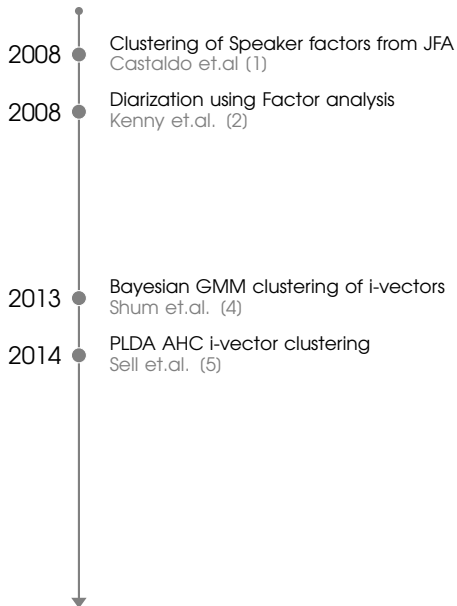 2008 Clustering of Speaker factors from JFA
Castaldo et.al [1]
2008 Diarization using Factor analysis
Kenny et.al. [2]
2013 Bayesian GMM clustering of i-vectors
Shum et.al. [4]
2014 PLDA AHC i-vector clustering
Sell et.al. [5]